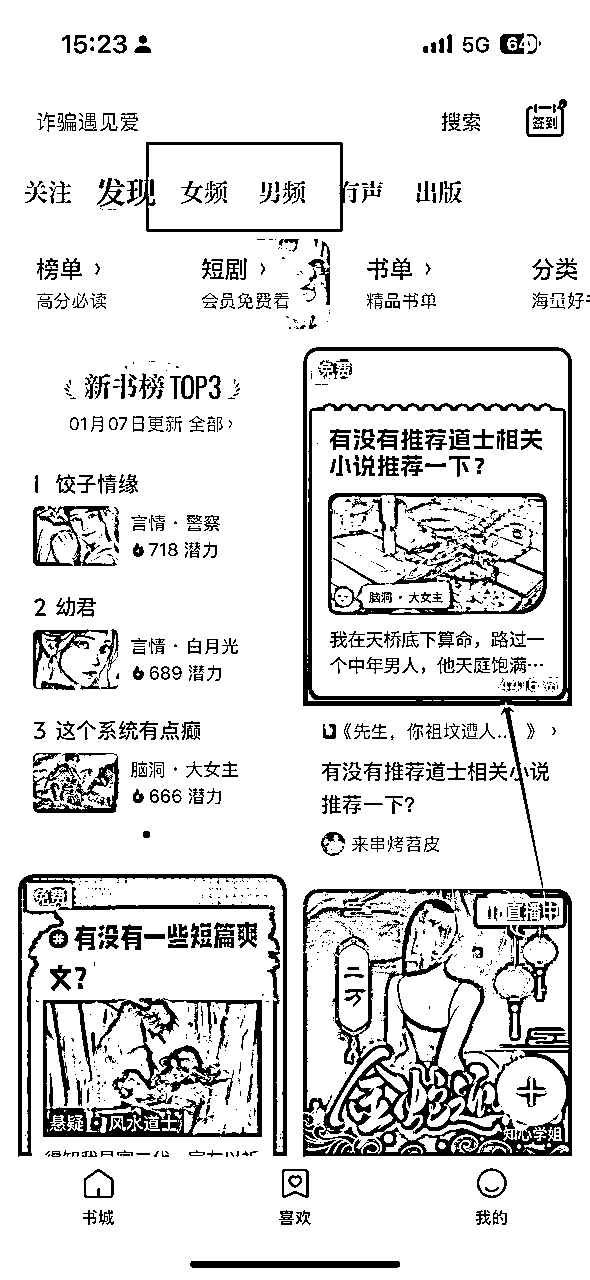 15:23 5G 64
诈骗遇见爱 搜索 签到
关注 发现 女频 男频 有声 出版
榜单 › 短剧 › 书单 › 分类
高分必读 会员免费看 精品书单 海量好
新书榜 TOP3
01月07日更新 全部›
1 饺子情缘
言情 · 警察
718 潜力
2 幼君
言情 · 白月光
689 潜力
3 这个系统有点癫
脑洞 · 大女主
666 潜力
免费
有没有推荐道士相关
小说推荐一下？
脑洞 · 大女主
我在天桥底下算命，路过一
个中年男人，他天庭饱满…
《先生，你祖坟遭人... 》 ›
有没有推荐道士相关小说
推荐一下?
来串烤苕皮
免费
有没有一些短篇爽
文？
悬疑 · 风水道士
直播中
知心学姐
书城 喜欢 我的